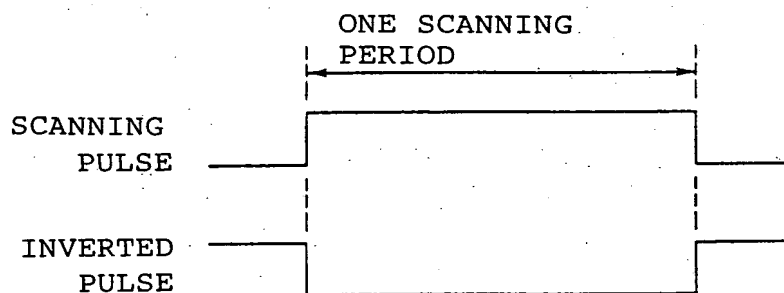 ONE SCANNING
PERIOD
SCANNING
PULSE
INVERTED
PULSE